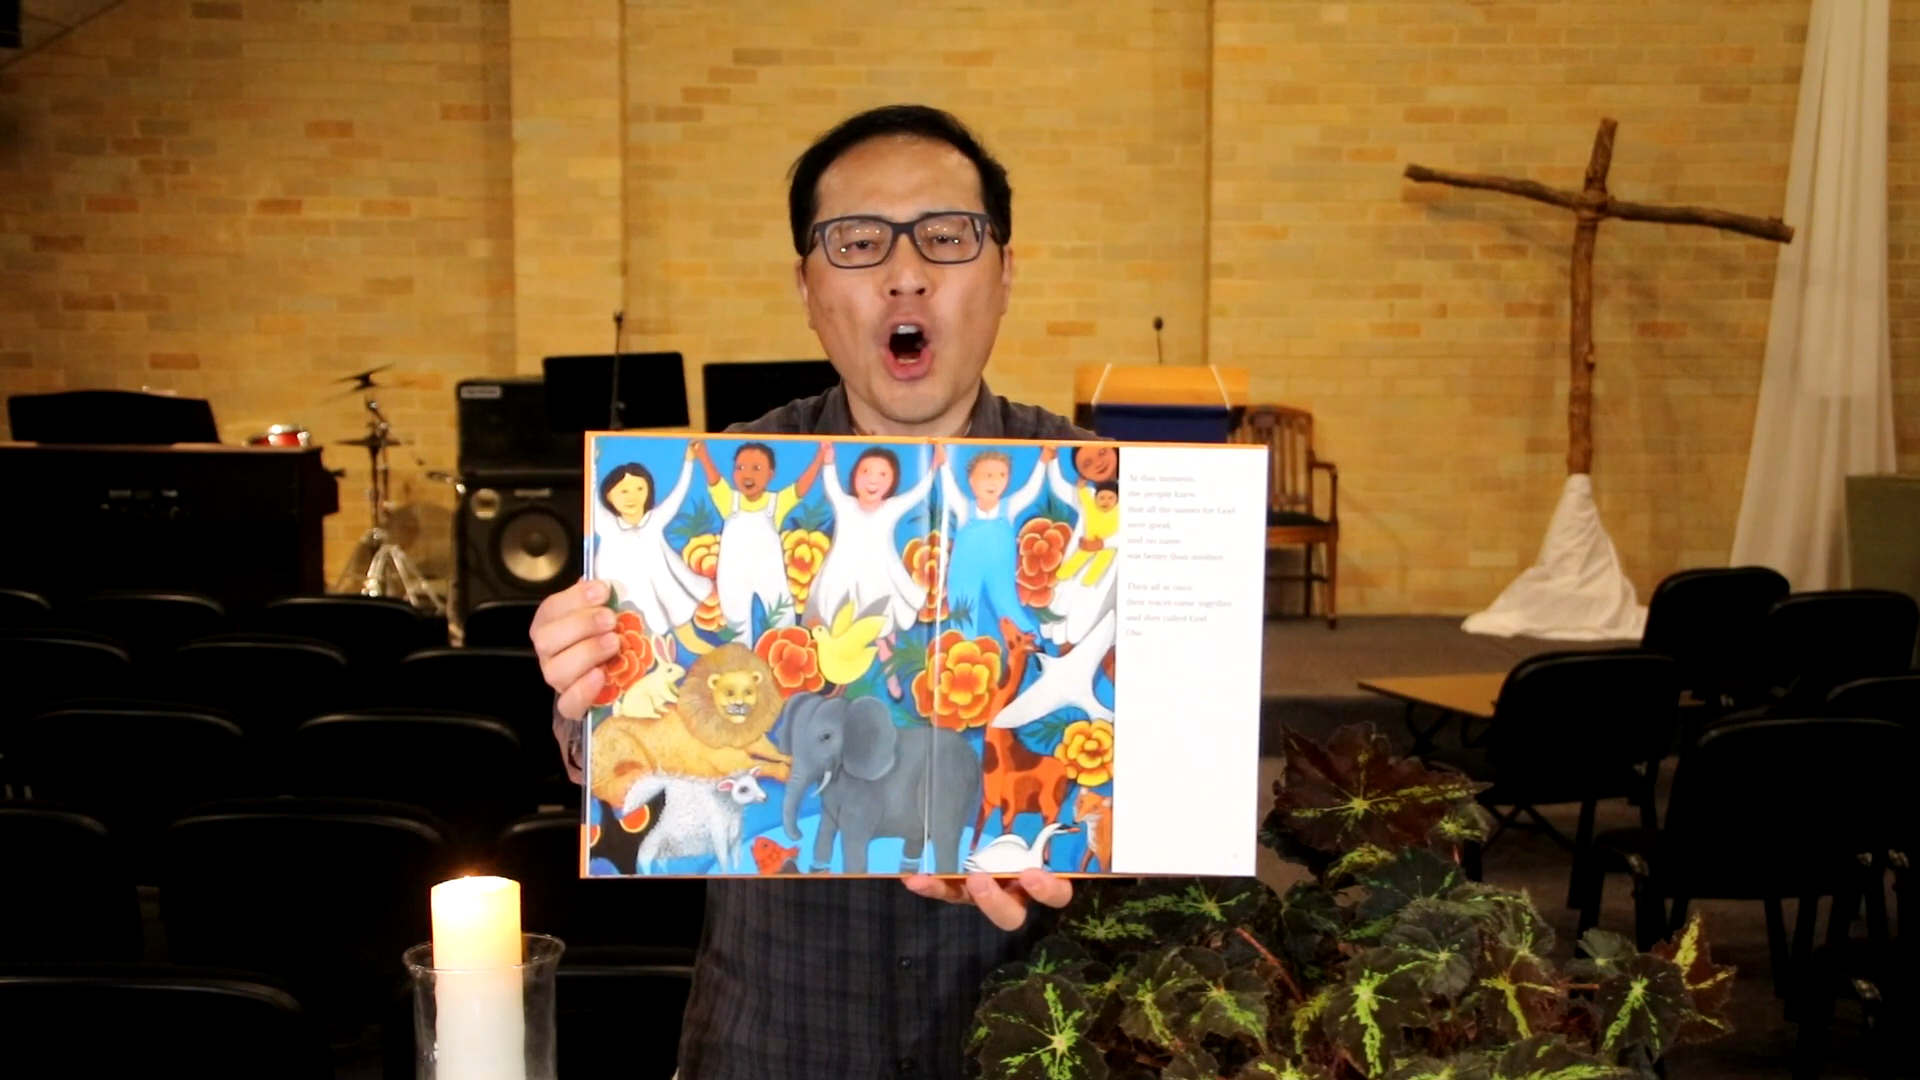 At that moment,
the people knew
that all the names for God
were good,
and no name
was better than another.
Then all at once
their voices came together
and they called God
One.